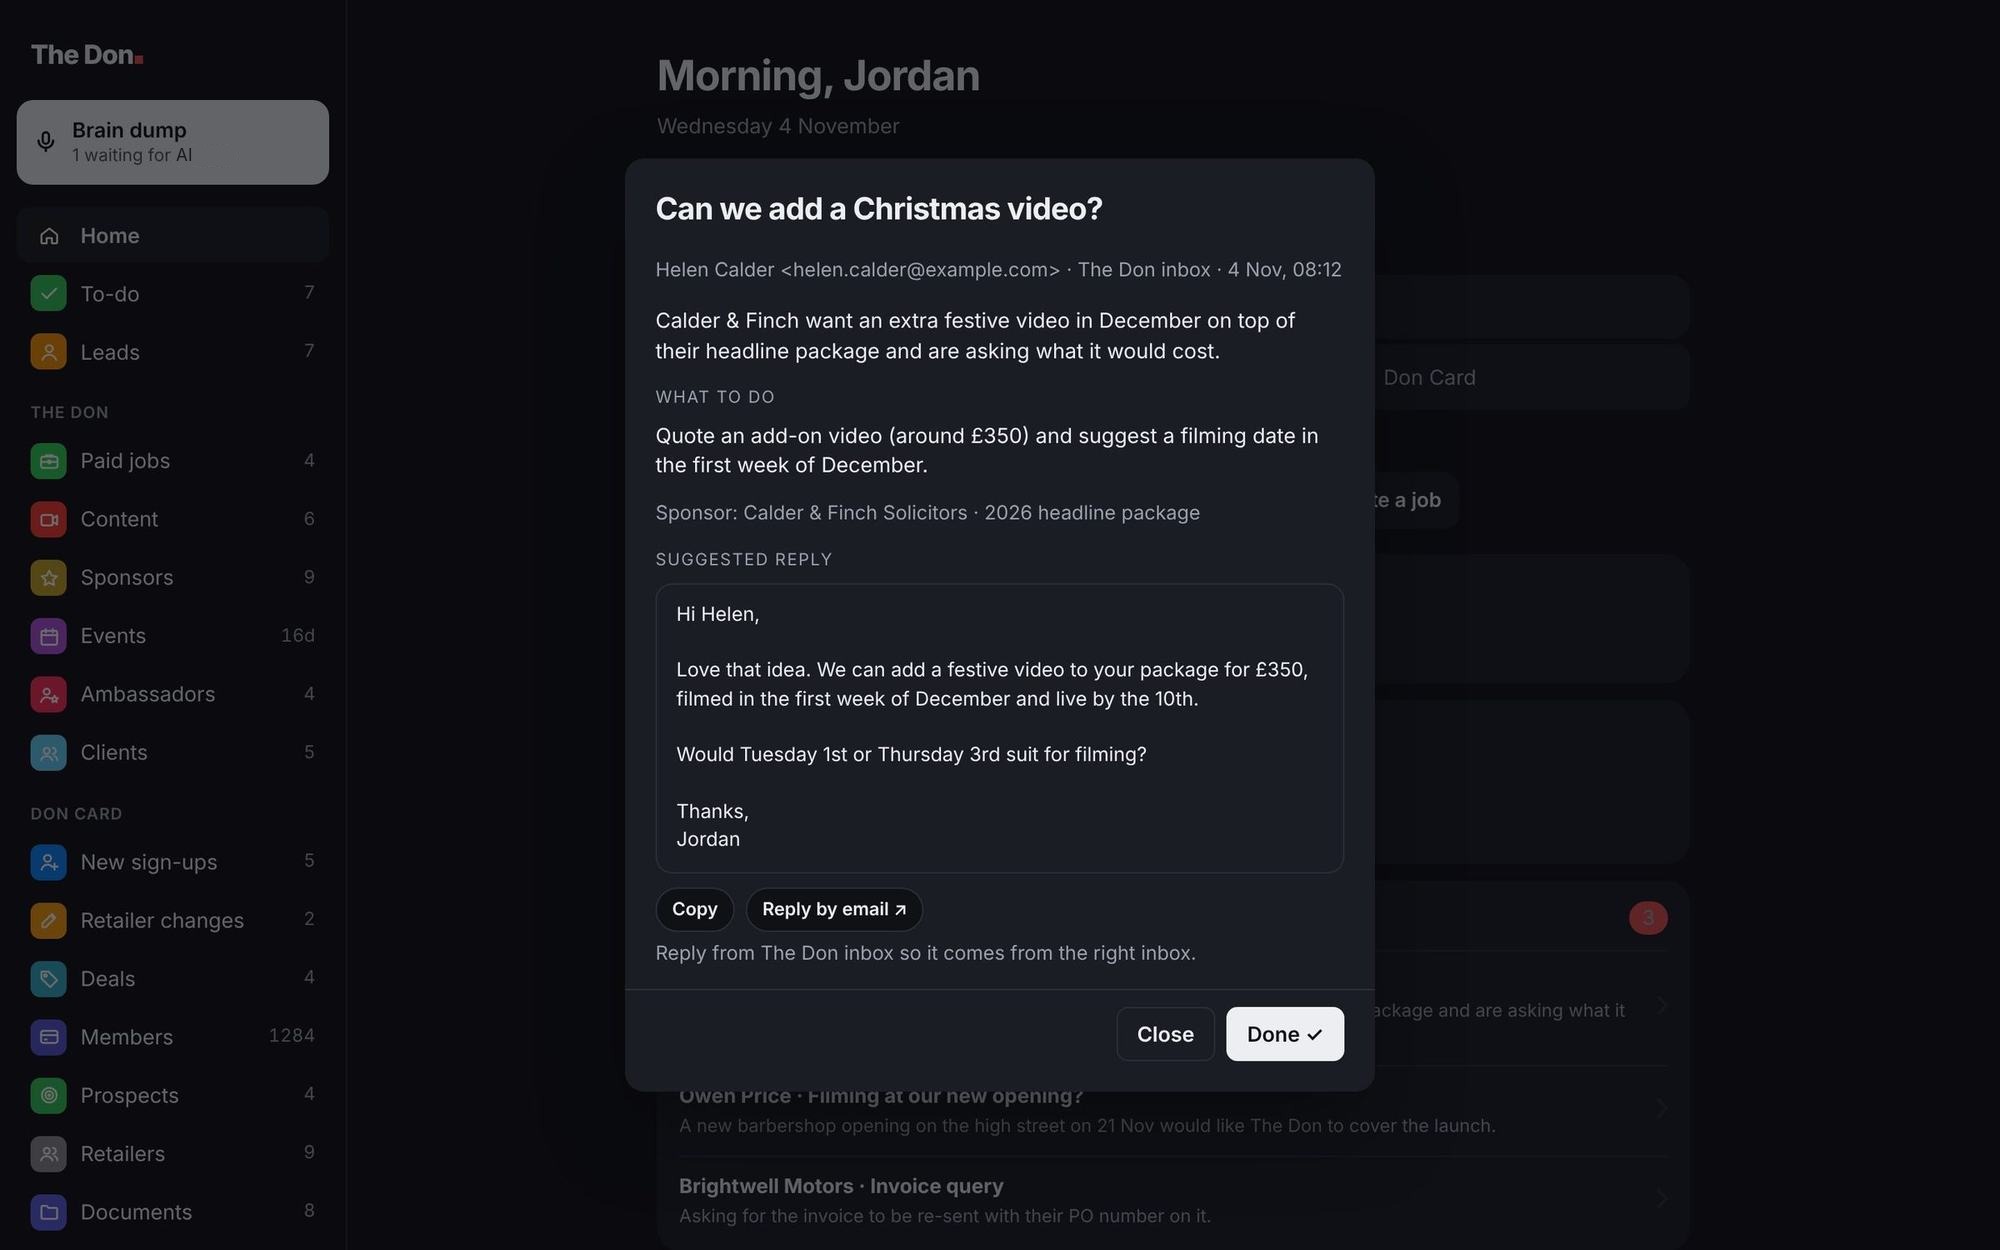 The Don.
Brain dump
1 waiting for AI
Home
To-do 7
Leads 7
THE DON
Paid jobs 4
Content 6
Sponsors 9
Events 16d
Ambassadors 4
Clients 5
DON CARD
New sign-ups 5
Retailer changes 2
Deals 4
Members 1284
Prospects 4
Retailers 9
Documents 8
Morning, Jordan
Wednesday 4 November
Can we add a Christmas video?
Helen Calder <helen.calder@example.com> · The Don inbox · 4 Nov, 08:12
Calder & Finch want an extra festive video in December on top of
their headline package and are asking what it would cost.
WHAT TO DO
Quote an add-on video (around £350) and suggest a filming date in
the first week of December.
Sponsor: Calder & Finch Solicitors · 2026 headline package
SUGGESTED REPLY
Hi Helen,
Love that idea. We can add a festive video to your package for £350,
filmed in the first week of December and live by the 10th.
Would Tuesday 1st or Thursday 3rd suit for filming?
Thanks,
Jordan
Copy
Reply by email ↗
Reply from The Don inbox so it comes from the right inbox.
Close
Done ✓
Don Card
te a job
3
ackage and are asking what it
Owen Price · Filming at our new opening?
A new barbershop opening on the high street on 21 Nov would like The Don to cover the launch.
Brightwell Motors · Invoice query
Asking for the invoice to be re-sent with their PO number on it.